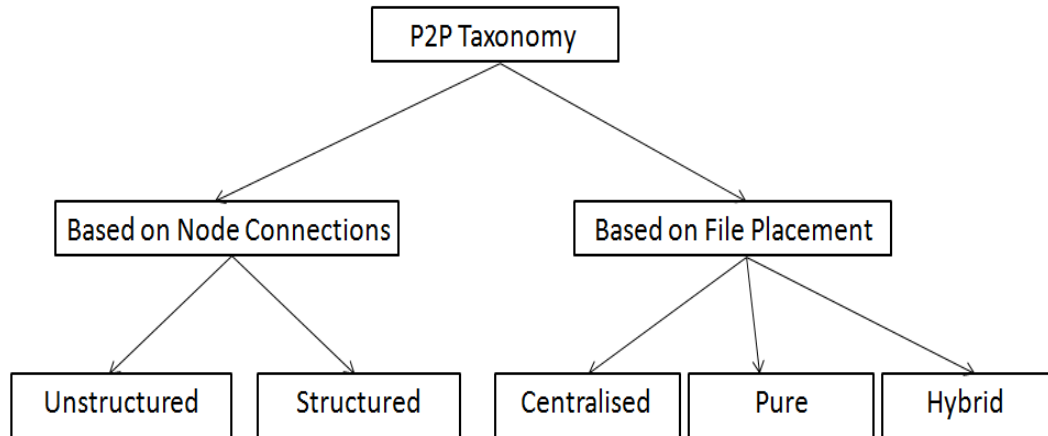 P2P Taxonomy
Based on Node Connections
Based on File Placement
Unstructured
Structured
Centralised
Pure
Hybrid